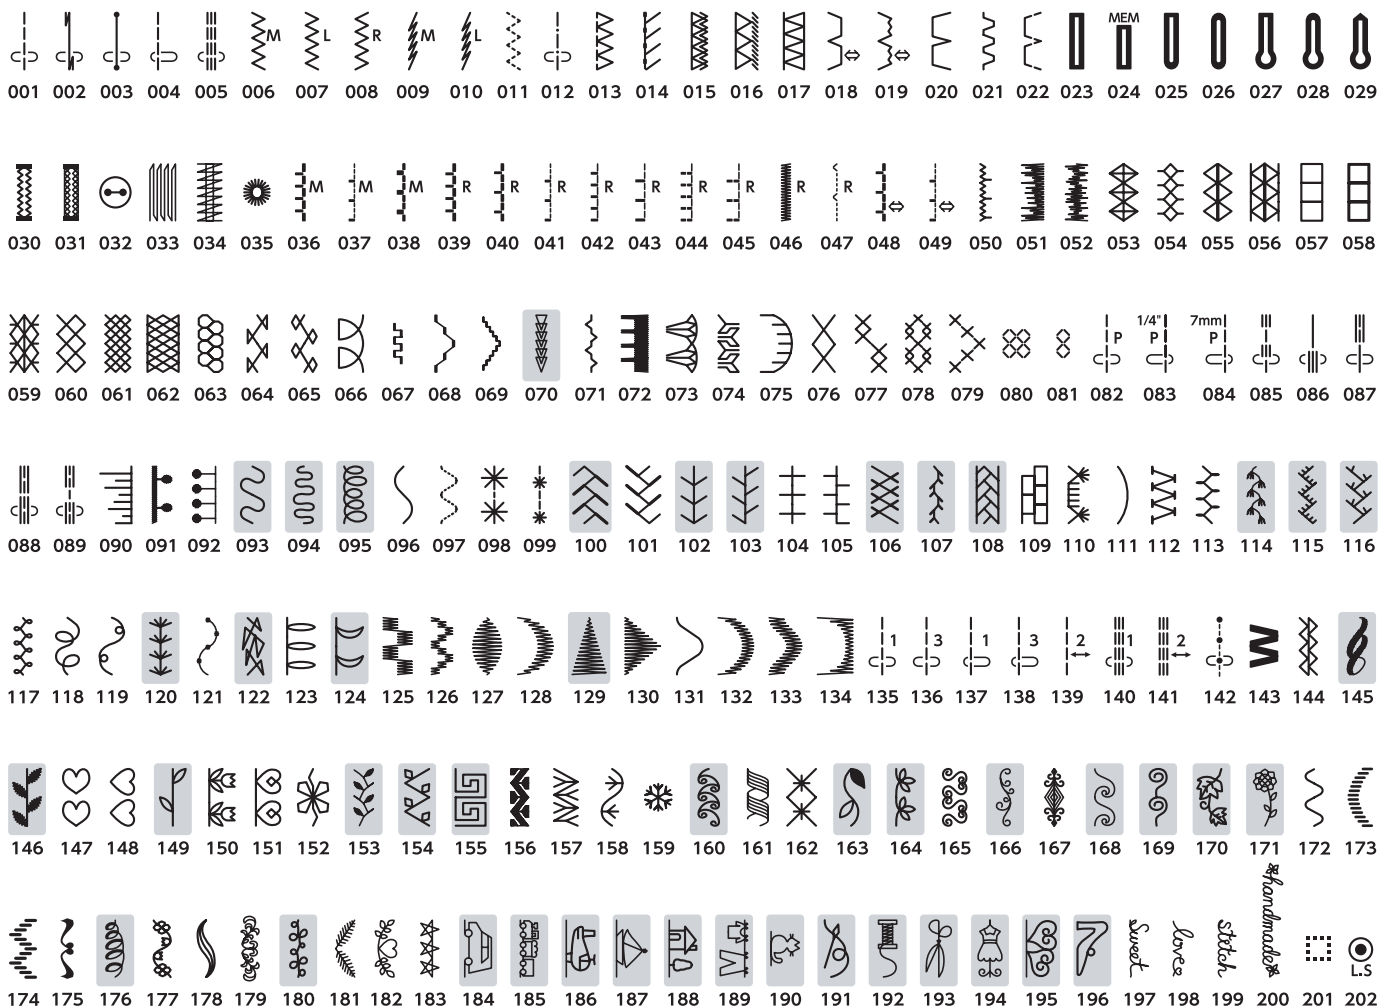 MEM
M L R M L
001 002 003 004 005 006 007 008 009 010 011 012 013 014 015 016 017 018 019 020 021 022 023 024 025 026 027 028 029
M M M R R R R R R R R R
030 031 032 033 034 035 036 037 038 039 040 041 042 043 044 045 046 047 048 049 050 051 052 053 054 055 056 057 058
1/4" 7mm
P P P
059 060 061 062 063 064 065 066 067 068 069 070 071 072 073 074 075 076 077 078 079 080 081 082 083 084 085 086 087
088 089 090 091 092 093 094 095 096 097 098 099 100 101 102 103 104 105 106 107 108 109 110 111 112 113 114 115 116
1 3 1 3 2 1 2
117 118 119 120 121 122 123 124 125 126 127 128 129 130 131 132 133 134 135 136 137 138 139 140 141 142 143 144 145
146 147 148 149 150 151 152 153 154 155 156 157 158 159 160 161 162 163 164 165 166 167 168 169 170 171 172 173
Sweet love stitch handmade
L.S
174 175 176 177 178 179 180 181 182 183 184 185 186 187 188 189 190 191 192 193 194 195 196 197 198 199 200 201 202